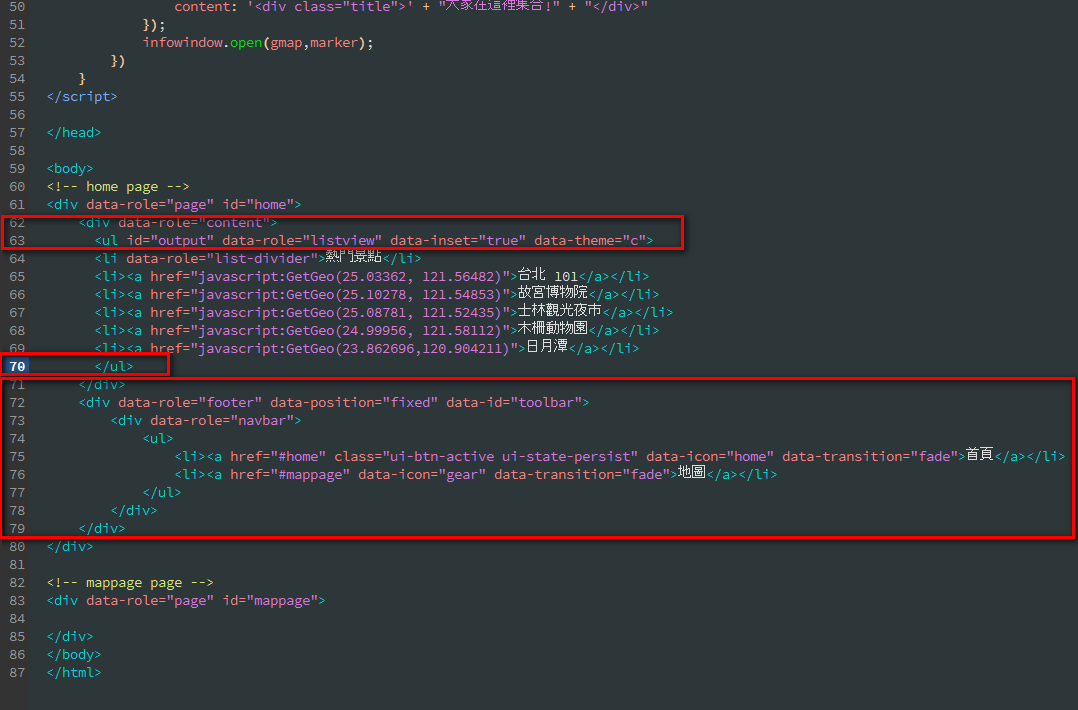 50 content: '<div class="title">' + "大家在這裡集合!" + "</div>"
51 });
52 infowindow.open(gmap,marker);
53 })
54 }
55 </script>
56
57 </head>
58
59 <body>
60 <!-- home page -->
61 <div data-role="page" id="home">
62 <div data-role="content">
63 <ul id="output" data-role="listview" data-inset="true" data-theme="c">
64 <li data-role="list-divider">熱門景點</li>
65 <li><a href="javascript:GetGeo(25.03362, 121.56482)">台北 101</a></li>
66 <li><a href="javascript:GetGeo(25.10278, 121.54853)">故宮博物院</a></li>
67 <li><a href="javascript:GetGeo(25.08781, 121.52435)">士林觀光夜市</a></li>
68 <li><a href="javascript:GetGeo(24.99956, 121.58112)">木柵動物園</a></li>
69 <li><a href="javascript:GetGeo(23.862696,120.904211)">日月潭</a></li>
70 </ul>
71 </div>
72 <div data-role="footer" data-position="fixed" data-id="toolbar">
73 <div data-role="navbar">
74 <ul>
75 <li><a href="#home" class="ui-btn-active ui-state-persist" data-icon="home" data-transition="fade">首頁</a></li>
76 <li><a href="#mappage" data-icon="gear" data-transition="fade">地圖</a></li>
77 </ul>
78 </div>
79 </div>
80 </div>
81
82 <!-- mappage page -->
83 <div data-role="page" id="mappage">
84
85 </div>
86 </body>
87 </html>